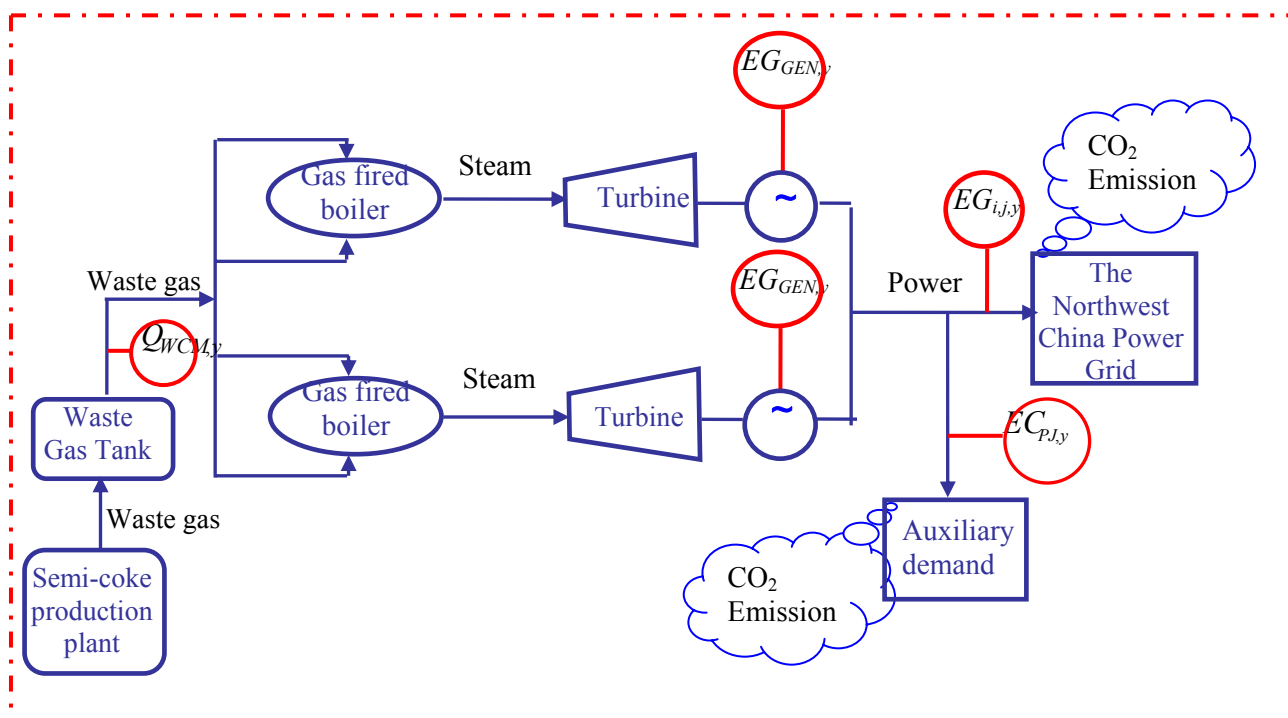 EG_GEN,y
CO₂
Emission
Steam
Gas fired
boiler
Turbine
~
EG_i,j,y
Waste gas
EG_GEN,y
Power
The
Northwest
China Power
Grid
Q_WCM,y
Steam
Gas fired
boiler
Turbine
~
Waste
Gas Tank
EC_PJ,y
Waste gas
Auxiliary
demand
Semi-coke
production
plant
CO₂
Emission